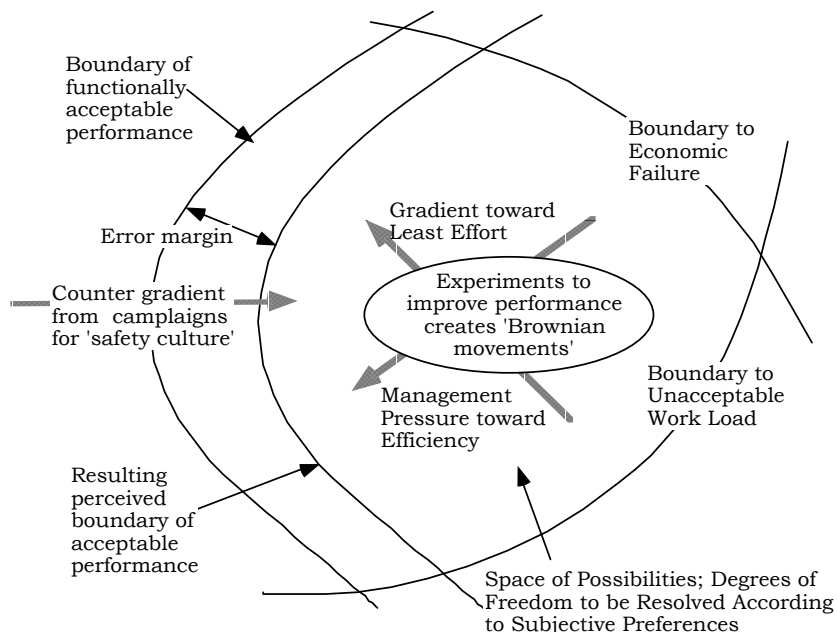 Boundary of
functionally
acceptable
performance
Boundary to
Economic
Failure
Gradient toward
Least Effort
Error margin
Experiments to
improve performance
creates 'Brownian
movements'
Counter gradient
from camplaigns
for 'safety culture'
Management
Pressure toward
Efficiency
Boundary to
Unacceptable
Work Load
Resulting
perceived
boundary of
acceptable
performance
Space of Possibilities; Degrees of
Freedom to be Resolved According
to Subjective Preferences